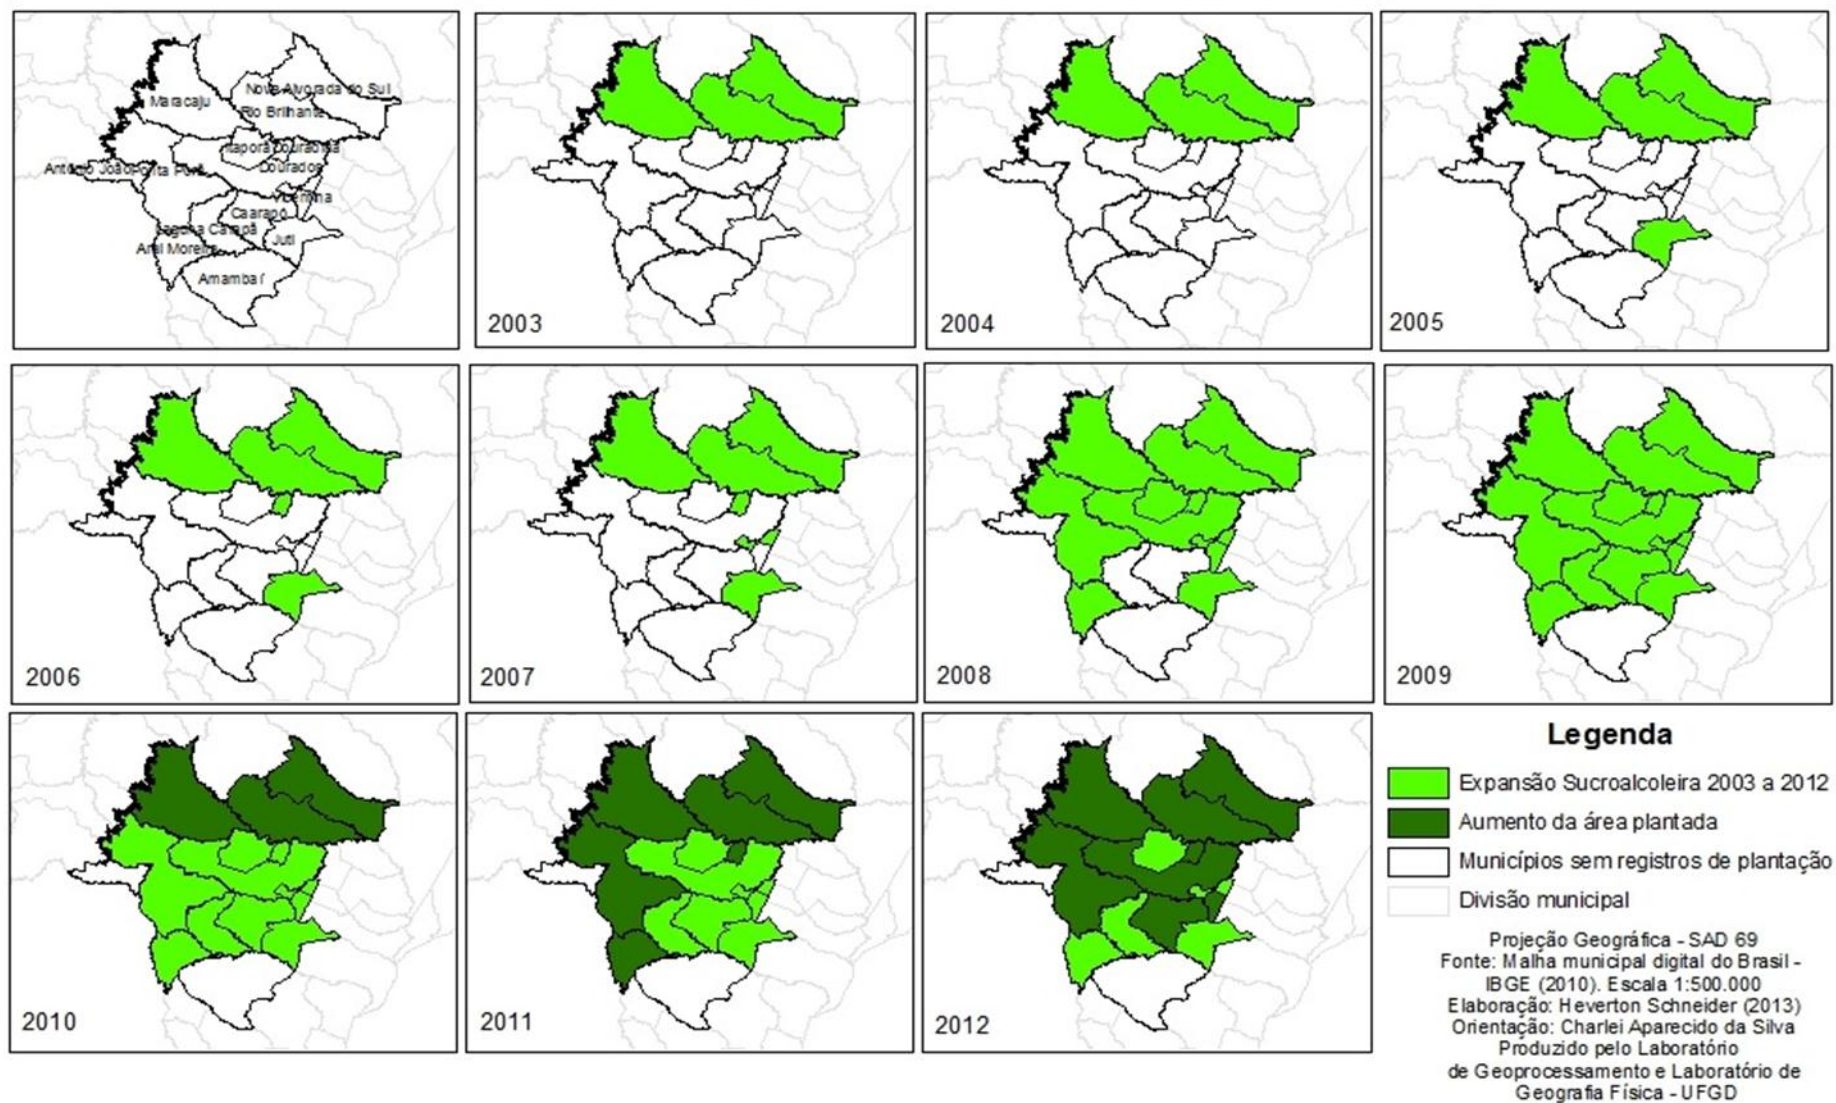 Maracaju
Nova Alvorada do Sul
Rio Brilhante
Itaporã Douradina
Dourados
Antônio João Ponta Porã
Vicentina
Caarapó
Laguna Carapã
Juti
Aral Moreira
Amambaí
2003
2004
2005
2006
2007
2008
2009
2010
2011
2012
Legenda
Expansão Sucroalcoleira 2003 a 2012
Aumento da área plantada
Municípios sem registros de plantação
Divisão municipal
Projeção Geográfica - SAD 69
Fonte: Malha municipal digital do Brasil -
IBGE (2010). Escala 1:500.000
Elaboração: Heverton Schneider (2013)
Orientação: Charlei Aparecido da Silva
Produzido pelo Laboratório
de Geoprocessamento e Laboratório de
Geografia Física - UFGD